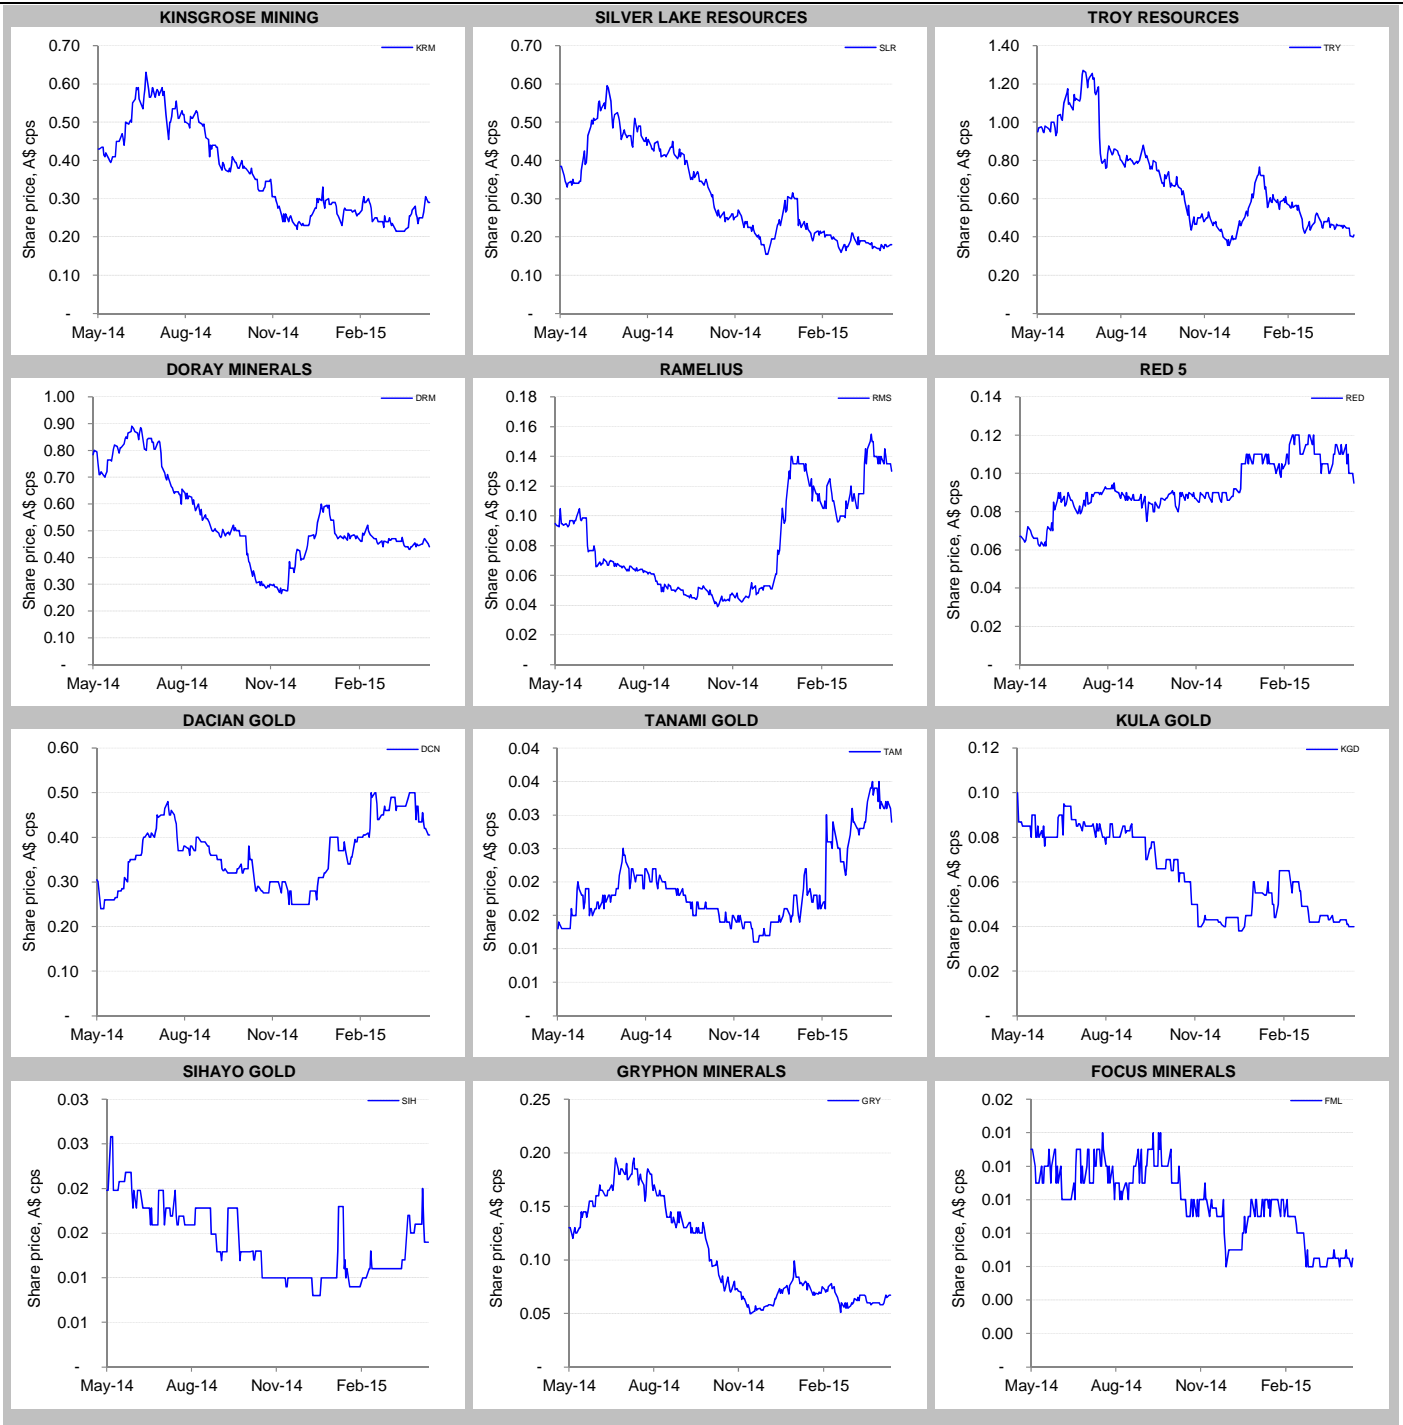 KINSGROSE MINING
KRM
Share price, A$ cps
0.70
0.60
0.50
0.40
0.30
0.20
0.10
-
May-14 Aug-14 Nov-14 Feb-15
SILVER LAKE RESOURCES
SLR
Share price, A$ cps
0.70
0.60
0.50
0.40
0.30
0.20
0.10
-
May-14 Aug-14 Nov-14 Feb-15
TROY RESOURCES
TRY
Share price, A$ cps
1.40
1.20
1.00
0.80
0.60
0.40
0.20
-
May-14 Aug-14 Nov-14 Feb-15
DORAY MINERALS
DRM
Share price, A$ cps
1.00
0.90
0.80
0.70
0.60
0.50
0.40
0.30
0.20
0.10
-
May-14 Aug-14 Nov-14 Feb-15
RAMELIUS
RMS
Share price, A$ cps
0.18
0.16
0.14
0.12
0.10
0.08
0.06
0.04
0.02
-
May-14 Aug-14 Nov-14 Feb-15
RED 5
RED
Share price, A$ cps
0.14
0.12
0.10
0.08
0.06
0.04
0.02
-
May-14 Aug-14 Nov-14 Feb-15
DACIAN GOLD
DCN
Share price, A$ cps
0.60
0.50
0.40
0.30
0.20
0.10
-
May-14 Aug-14 Nov-14 Feb-15
TANAMI GOLD
TAM
Share price, A$ cps
0.04
0.04
0.03
0.03
0.02
0.02
0.01
0.01
-
May-14 Aug-14 Nov-14 Feb-15
KULA GOLD
KGD
Share price, A$ cps
0.12
0.10
0.08
0.06
0.04
0.02
-
May-14 Aug-14 Nov-14 Feb-15
SIHAYO GOLD
SIH
Share price, A$ cps
0.03
0.03
0.02
0.02
0.01
0.01
-
May-14 Aug-14 Nov-14 Feb-15
GRYPHON MINERALS
GRY
Share price, A$ cps
0.25
0.20
0.15
0.10
0.05
-
May-14 Aug-14 Nov-14 Feb-15
FOCUS MINERALS
FML
Share price, A$ cps
0.02
0.01
0.01
0.01
0.01
0.01
0.00
0.00
-
May-14 Aug-14 Nov-14 Feb-15